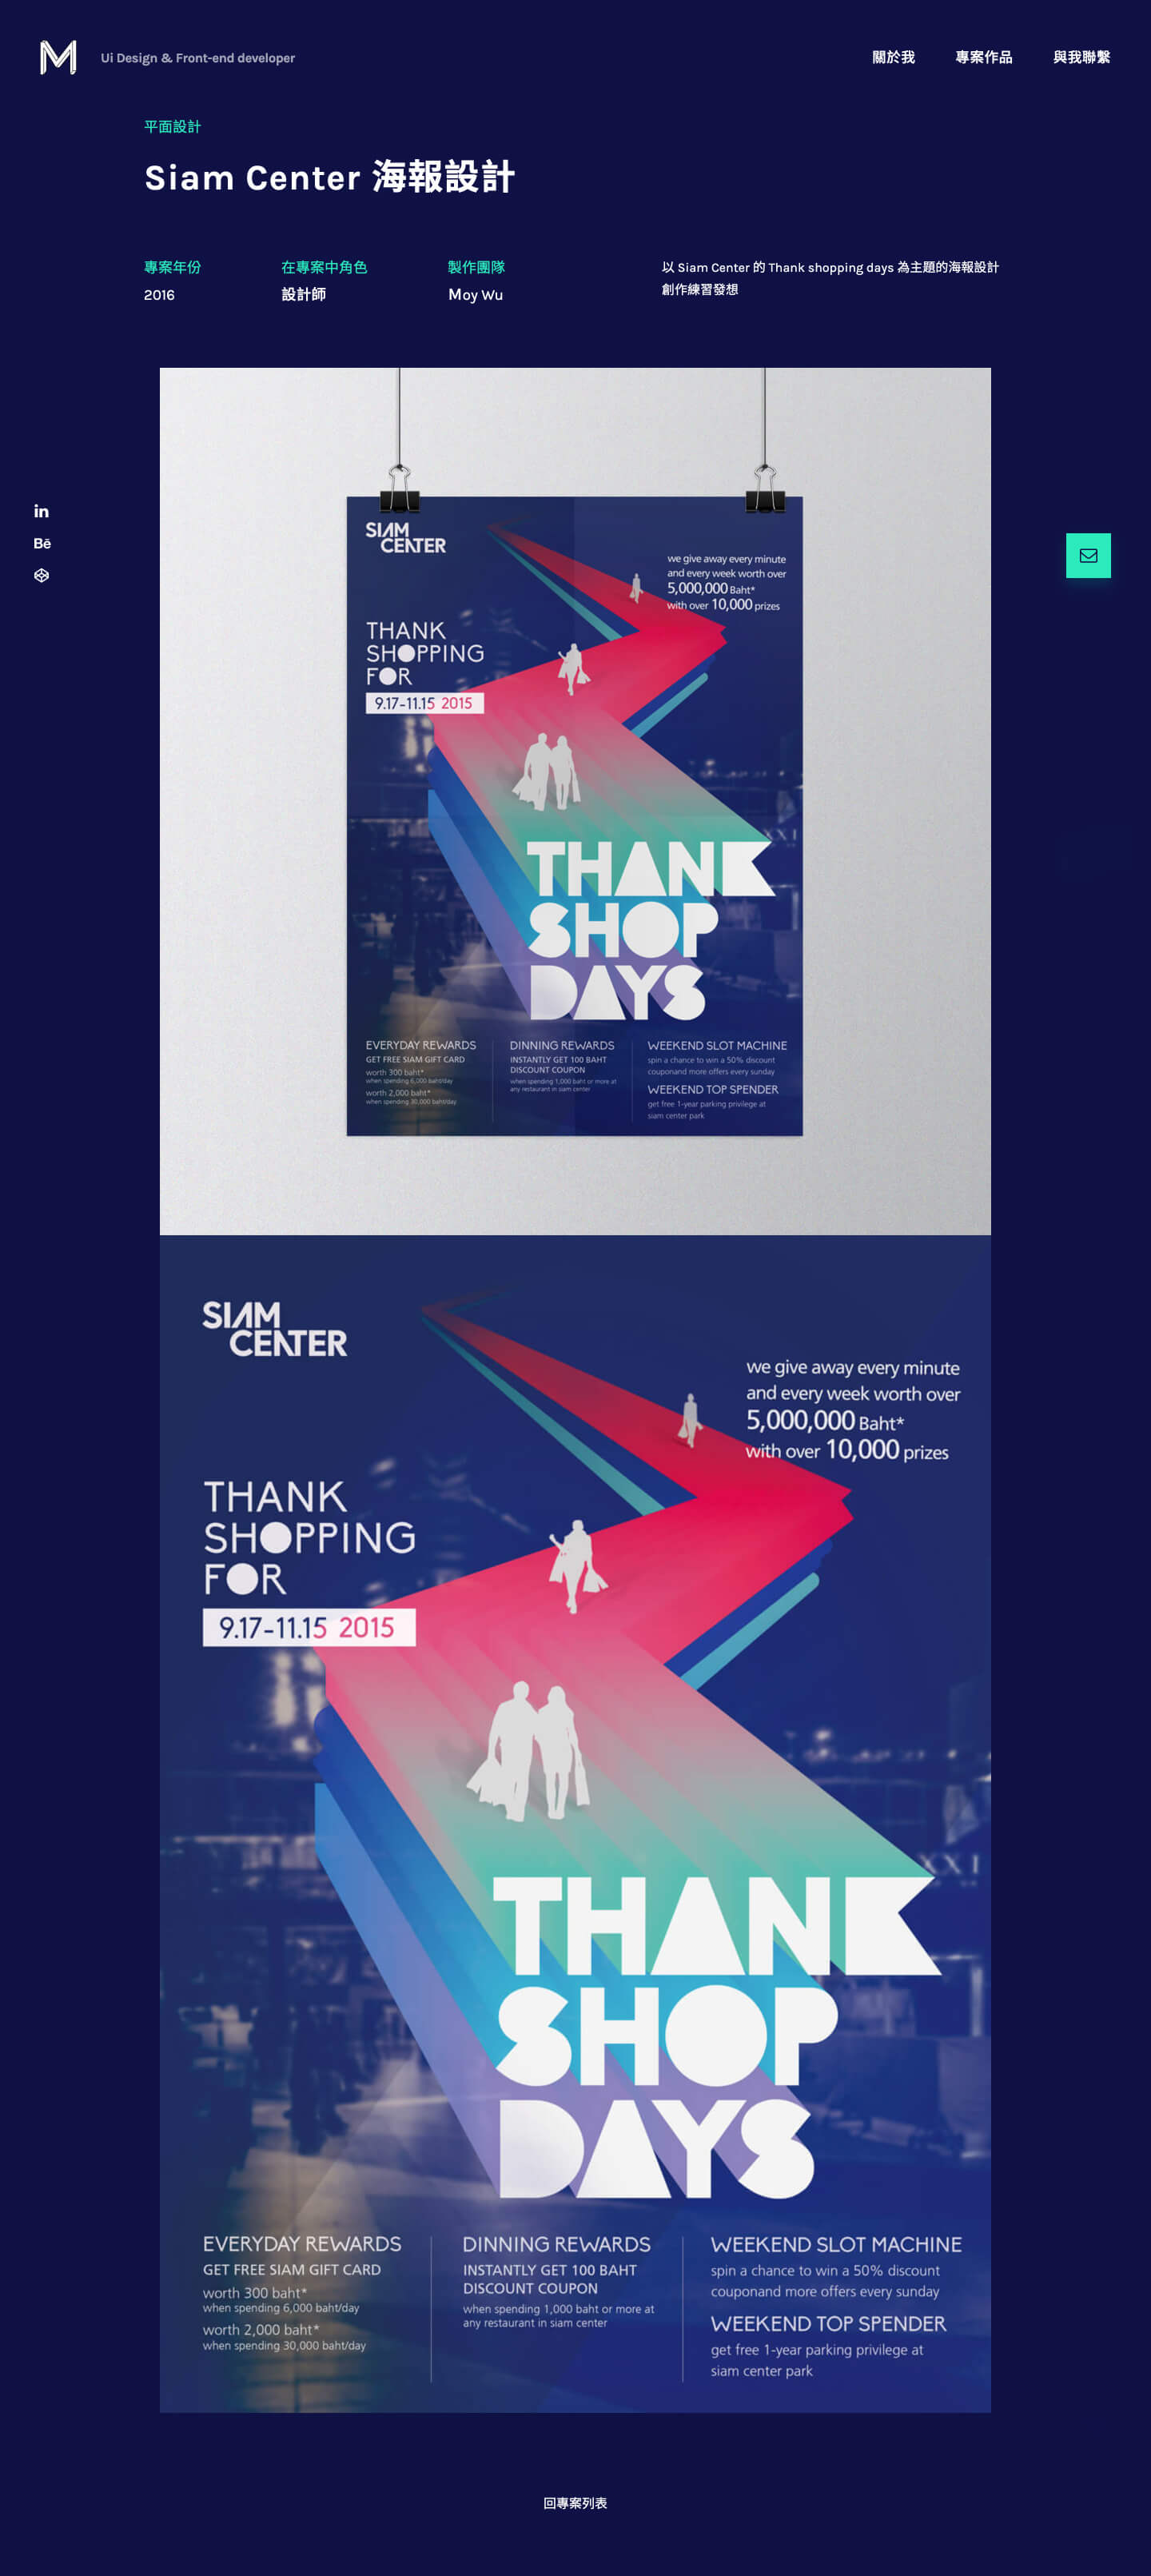 M
Ui Design & Front-end developer
關於我
專案作品
與我聯繫
平面設計
Siam Center 海報設計
專案年份
2016
在專案中角色
設計師
製作團隊
Moy Wu
以 Siam Center 的 Thank shopping days 為主題的海報設計
創作練習發想
in
Bē
SIAM
CENTER
we give away every minute
and every week worth over
5,000,000 Baht*
with over 10,000 prizes
THANK
SHOPPING
FOR
9.17-11.15 2015
XXI
THANK
SHOP
DAYS
EVERYDAY REWARDS
GET FREE SIAM GIFT CARD
worth 300 baht*
when spending 6,000 baht/day
worth 2,000 baht*
when spending 30,000 baht/day
DINNING REWARDS
INSTANTLY GET 100 BAHT
DISCOUNT COUPON
when spending 1,000 baht or more at
any restaurant in siam center
WEEKEND SLOT MACHINE
spin a chance to win a 50% discount
couponand more offers every sunday
WEEKEND TOP SPENDER
get free 1-year parking privilege at
siam center park
SIAM
CENTER
we give away every minute
and every week worth over
5,000,000 Baht*
with over 10,000 prizes
THANK
SHOPPING
FOR
9.17-11.15 2015
XXI
THANK
SHOP
DAYS
EVERYDAY REWARDS
GET FREE SIAM GIFT CARD
worth 300 baht*
when spending 6,000 baht/day
worth 2,000 baht*
when spending 30,000 baht/day
DINNING REWARDS
INSTANTLY GET 100 BAHT
DISCOUNT COUPON
when spending 1,000 baht or more at
any restaurant in siam center
WEEKEND SLOT MACHINE
spin a chance to win a 50% discount
couponand more offers every sunday
WEEKEND TOP SPENDER
get free 1-year parking privilege at
siam center park
回專案列表